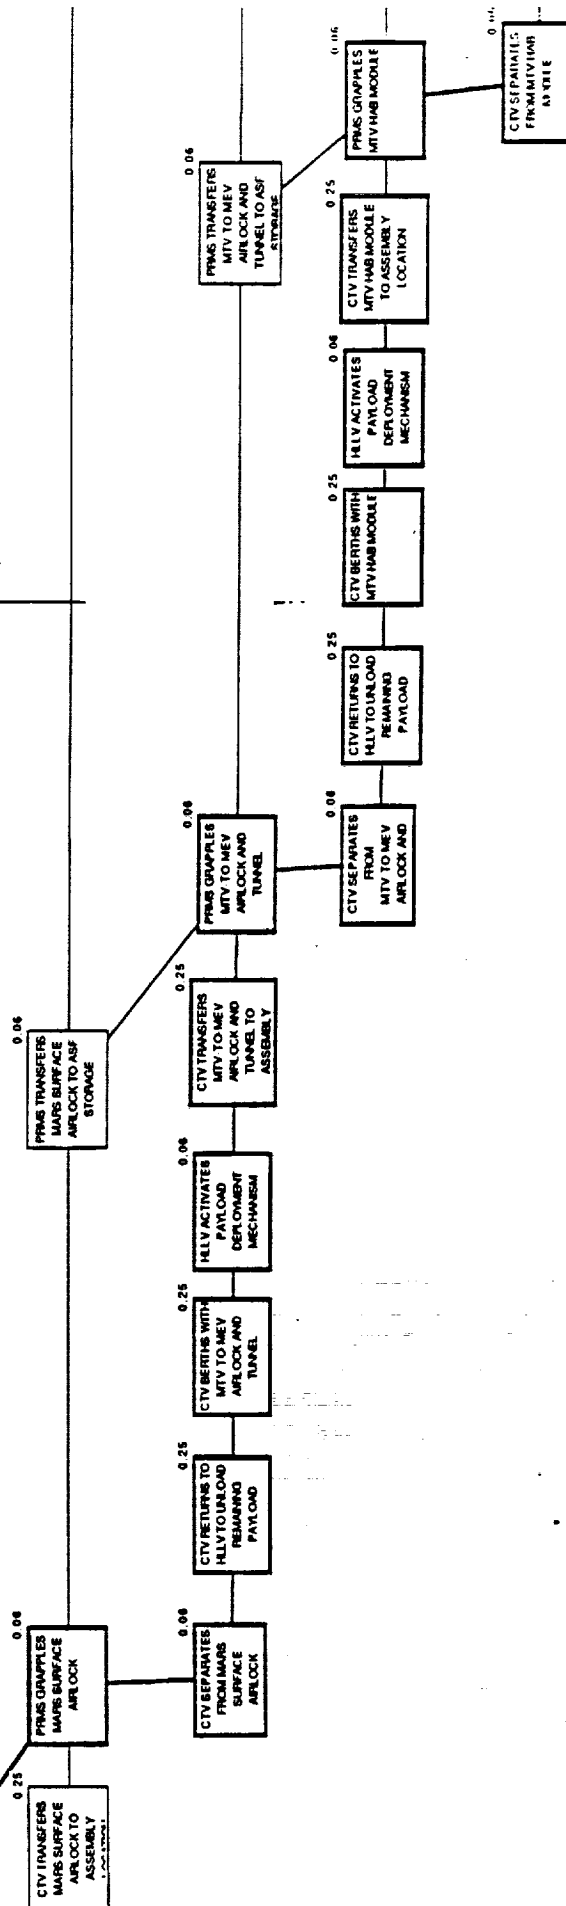 0.25
CTV TRANSFERS
MARS SURFACE
AIRLOCK TO
ASSEMBLY
LOCATION
0.06
PRMS GRAPPLES
MARS SURFACE
AIRLOCK
0.06
PRMS TRANSFERS
MARS SURFACE
AIRLOCK TO ASF
STORAGE
0.06
CTV SEPARATES
FROM MARS
SURFACE
AIRLOCK
0.25
CTV RETURNS TO
HLLV TO UNLOAD
REMAINING
PAYLOAD
0.25
CTV BERTHS WITH
MTV TO MEV
AIRLOCK AND
TUNNEL
0.06
HLLV ACTIVATES
PAYLOAD
DEPLOYMENT
MECHANISM
0.25
CTV TRANSFERS
MTV-TO-MEV
AIRLOCK AND
TUNNEL TO
ASSEMBLY
0.06
PRMS GRAPPLES
MTV-TO-MEV
AIRLOCK AND
TUNNEL
0.06
PRMS TRANSFERS
MTV TO MEV
AIRLOCK AND
TUNNEL TO ASF
STORAGE
0.06
CTV SEPARATES
FROM
MTV TO MEV
AIRLOCK AND
0.25
CTV RETURNS TO
HLLV TO UNLOAD
REMAINING
PAYLOAD
0.25
CTV BERTHS WITH
MTV HAB MODULE
0.06
HLLV ACTIVATES
PAYLOAD
DEPLOYMENT
MECHANISM
0.25
CTV TRANSFERS
MTV HAB MODULE
TO ASSEMBLY
LOCATION
0.06
PRMS GRAPPLES
MTV HAB MODULE
CTV SEPARATES
FROM MTV HAB
MODULE